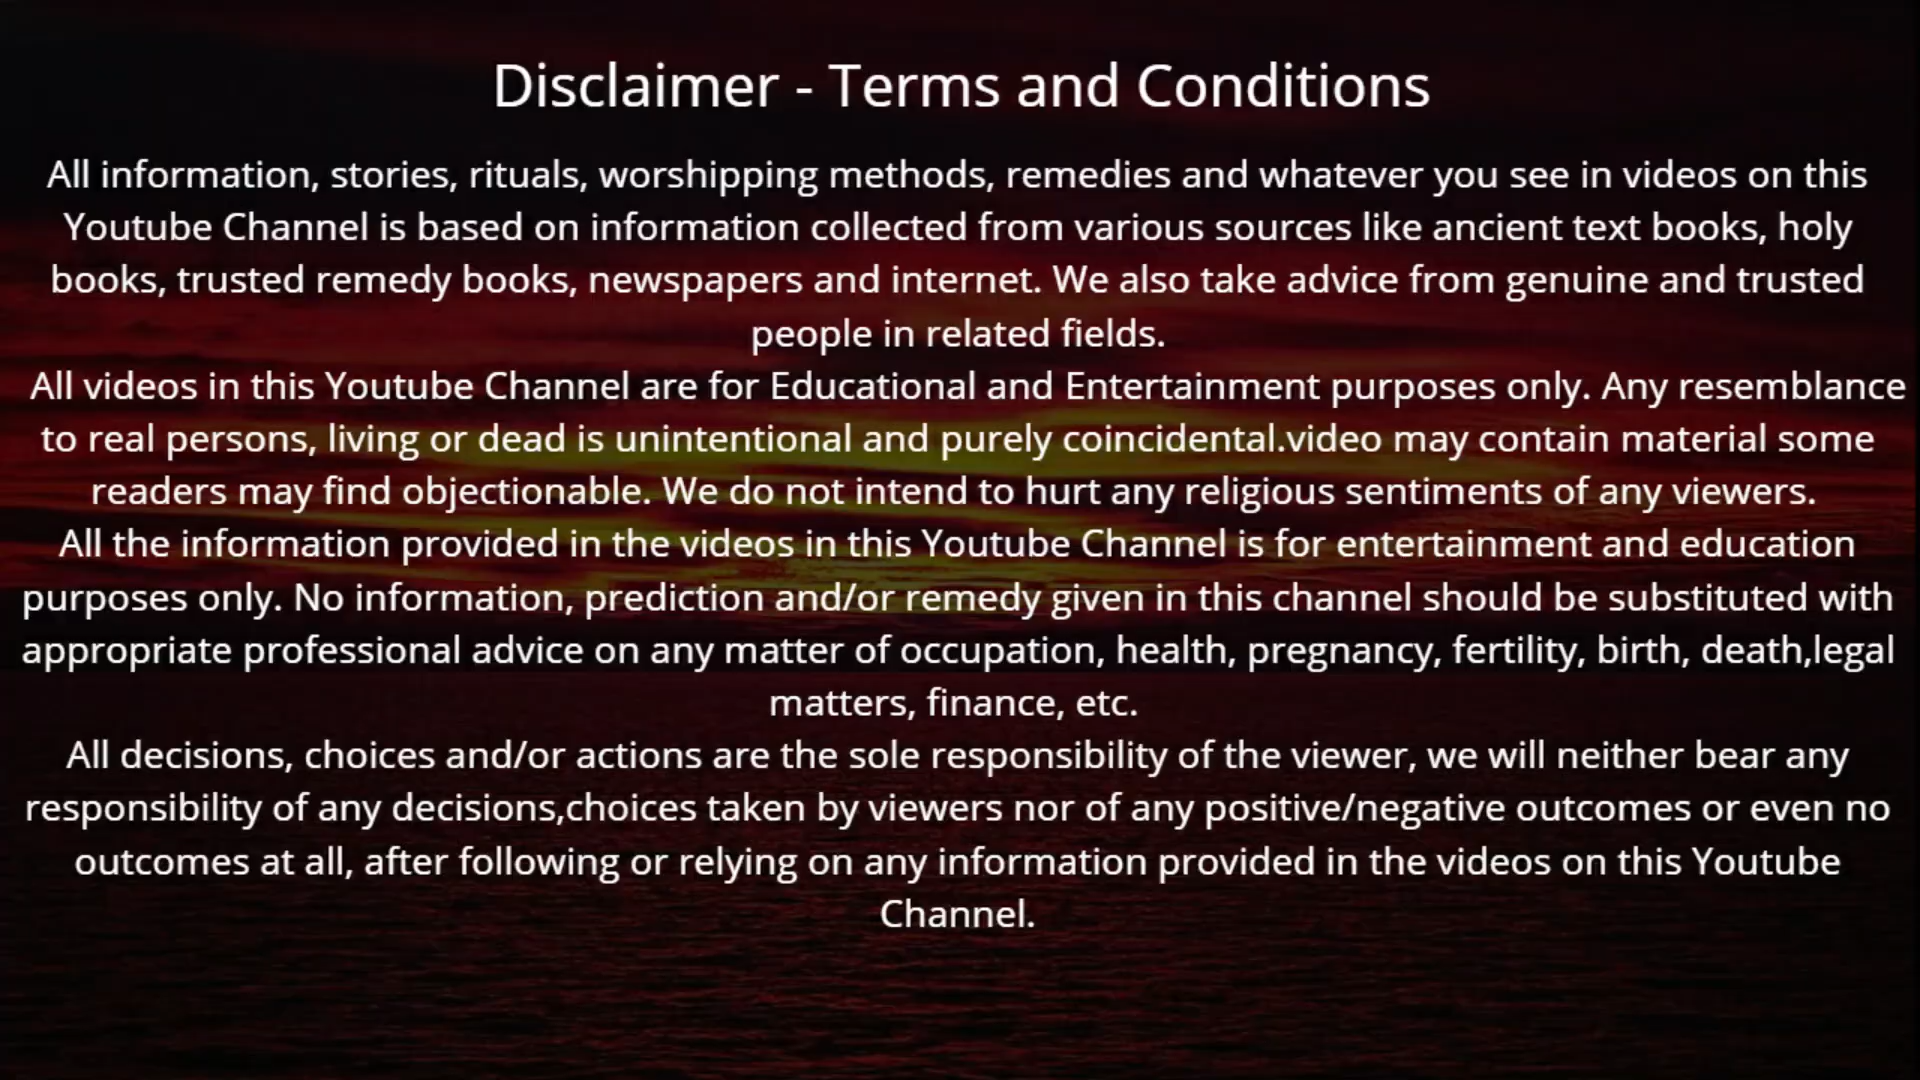 Disclaimer - Terms and Conditions
All information, stories, rituals, worshipping methods, remedies and whatever you see in videos on this
Youtube Channel is based on information collected from various sources like ancient text books, holy
books, trusted remedy books, newspapers and internet. We also take advice from genuine and trusted
people in related fields.
All videos in this Youtube Channel are for Educational and Entertainment purposes only. Any resemblance
to real persons, living or dead is unintentional and purely coincidental.video may contain material some
readers may find objectionable. We do not intend to hurt any religious sentiments of any viewers.
All the information provided in the videos in this Youtube Channel is for entertainment and education
purposes only. No information, prediction and/or remedy given in this channel should be substituted with
appropriate professional advice on any matter of occupation, health, pregnancy, fertility, birth, death,legal
matters, finance, etc.
All decisions, choices and/or actions are the sole responsibility of the viewer, we will neither bear any
responsibility of any decisions,choices taken by viewers nor of any positive/negative outcomes or even no
outcomes at all, after following or relying on any information provided in the videos on this Youtube
Channel.